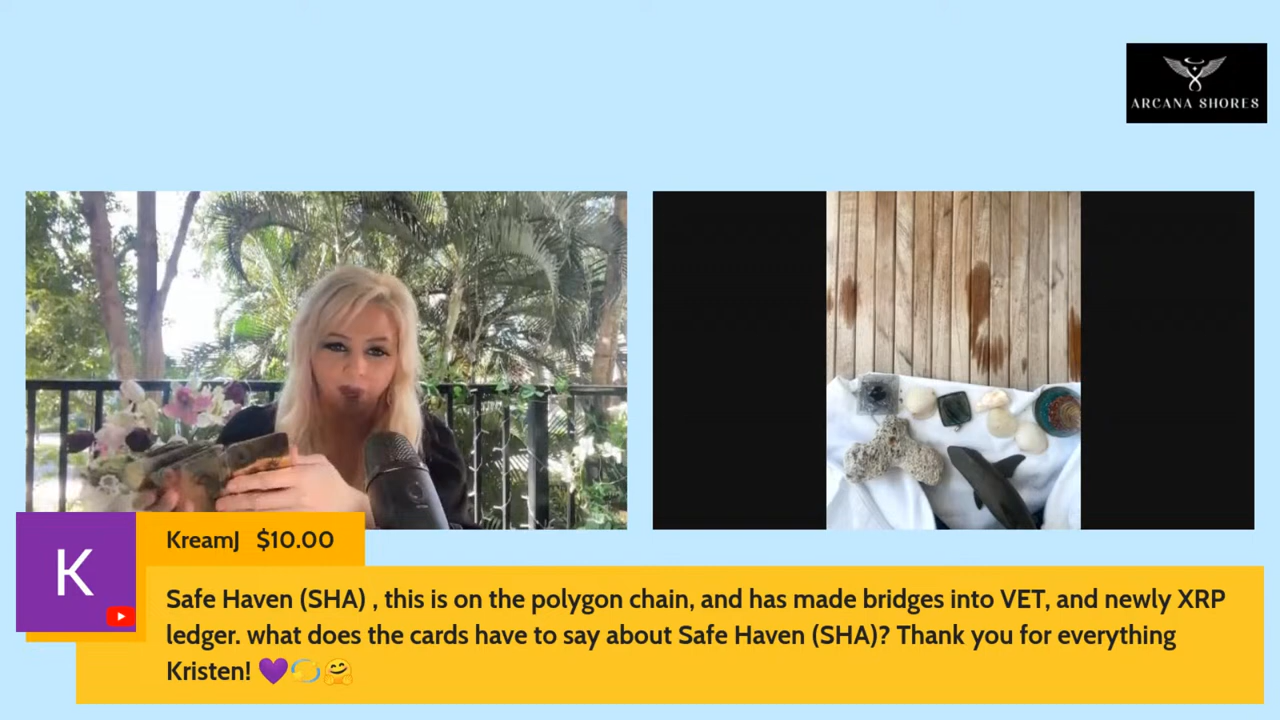 ARCANA SHORES
KreamJ $10.00
K
Safe Haven (SHA) , this is on the polygon chain, and has made bridges into VET, and newly XRP
ledger. what does the cards have to say about Safe Haven (SHA)? Thank you for everything
Kristen! 💜💫🤗